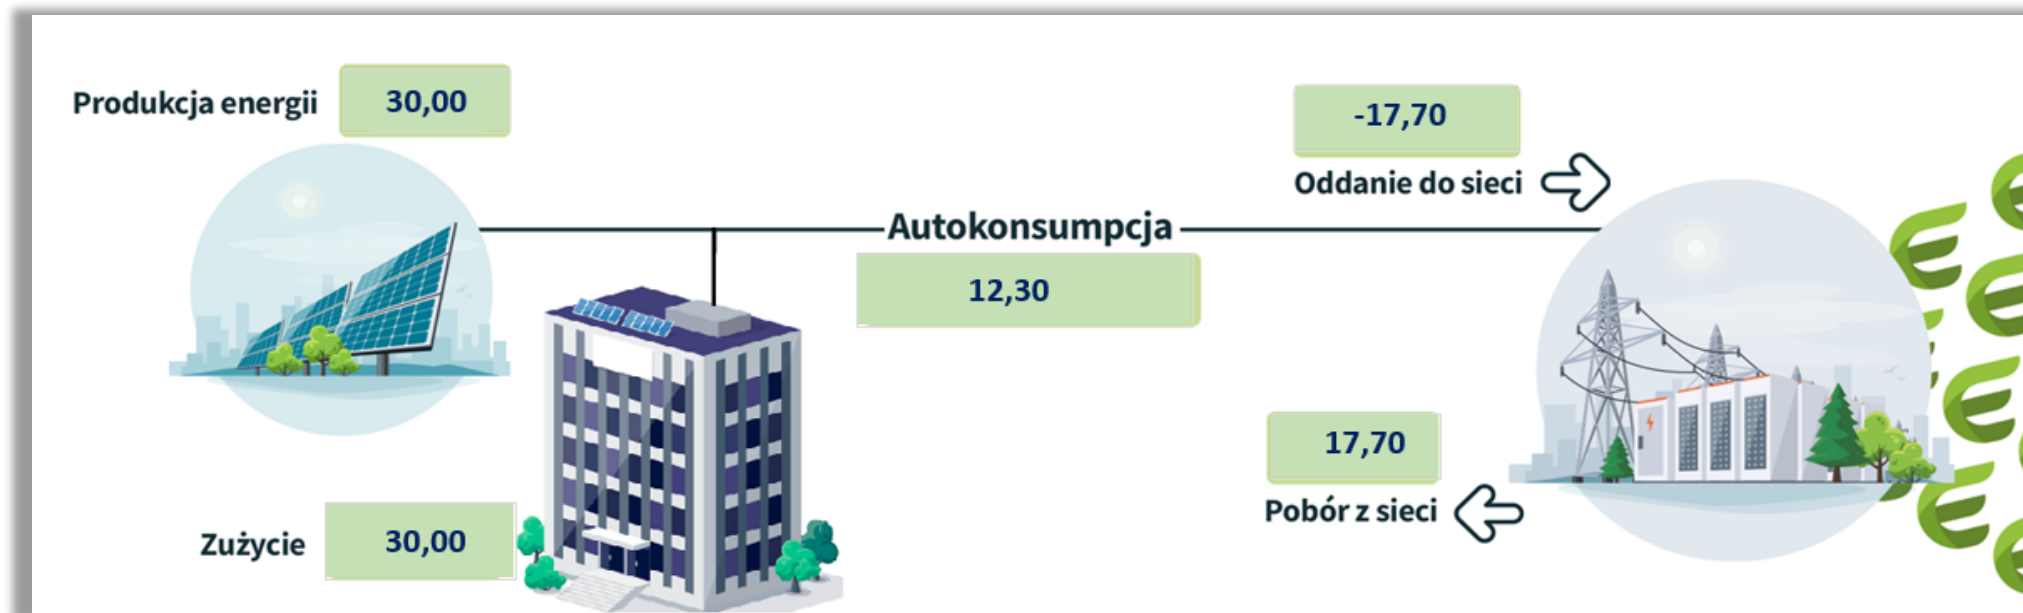 Produkcja energii 30,00
-17,70
Oddanie do sieci
Autokonsumpcja
12,30
17,70
Pobór z sieci
Zużycie 30,00